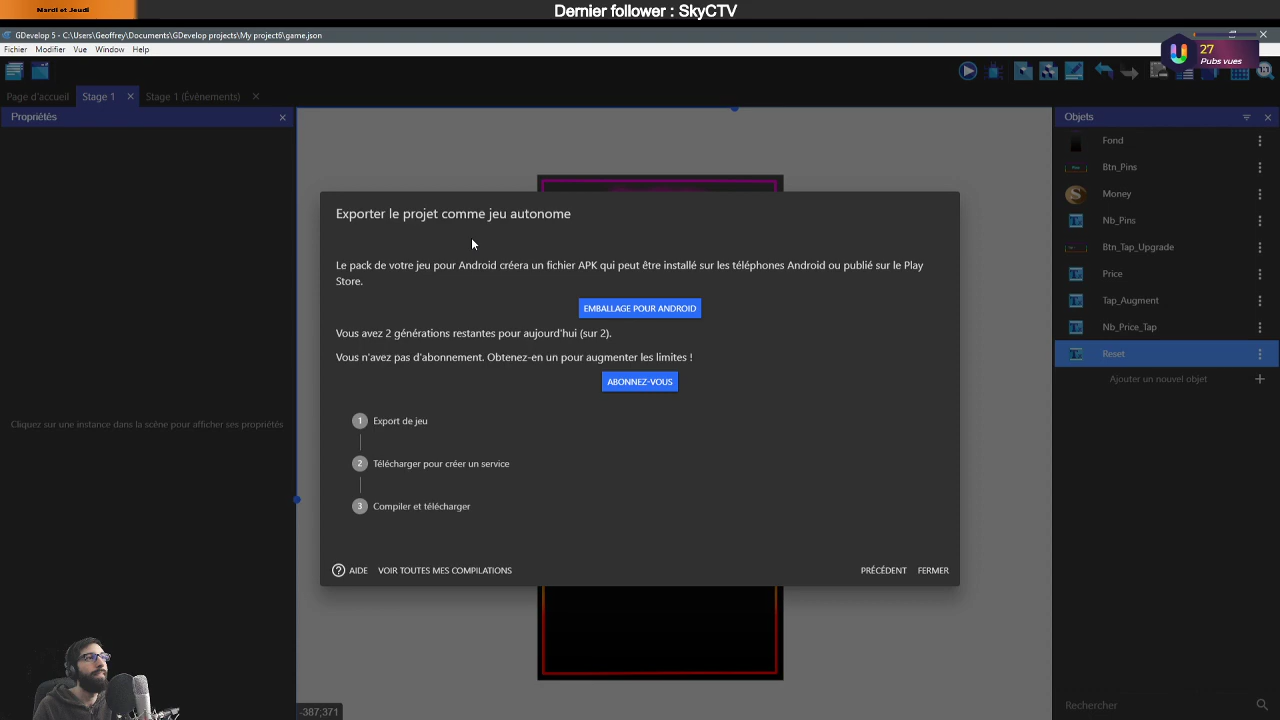 Mardi et Jeudi
Dernier follower : SkyCTV
GDevelop 5 - C:\Users\Geoffrey\Documents\GDevelop projects\My project6\game.json
Fichier Modifier Vue Window Help
27
Pubs vues
1:1
Page d'accueil Stage 1 Stage 1 (Évènements)
Propriétés
Objets
Fond
Btn_Pins
Money
Nb_Pins
Btn_Tap_Upgrade
Price
Tap_Augment
Nb_Price_Tap
Reset
Ajouter un nouvel objet
Cliquez sur une instance dans la scène pour afficher ses propriétés
Exporter le projet comme jeu autonome
Le pack de votre jeu pour Android créera un fichier APK qui peut être installé sur les téléphones Android ou publié sur le Play
Store.
EMBALLAGE POUR ANDROID
Vous avez 2 générations restantes pour aujourd'hui (sur 2).
Vous n'avez pas d'abonnement. Obtenez-en un pour augmenter les limites !
ABONNEZ-VOUS
1 Export de jeu
2 Télécharger pour créer un service
3 Compiler et télécharger
AIDE VOIR TOUTES MES COMPILATIONS PRÉCÉDENT FERMER
-387;371
Rechercher